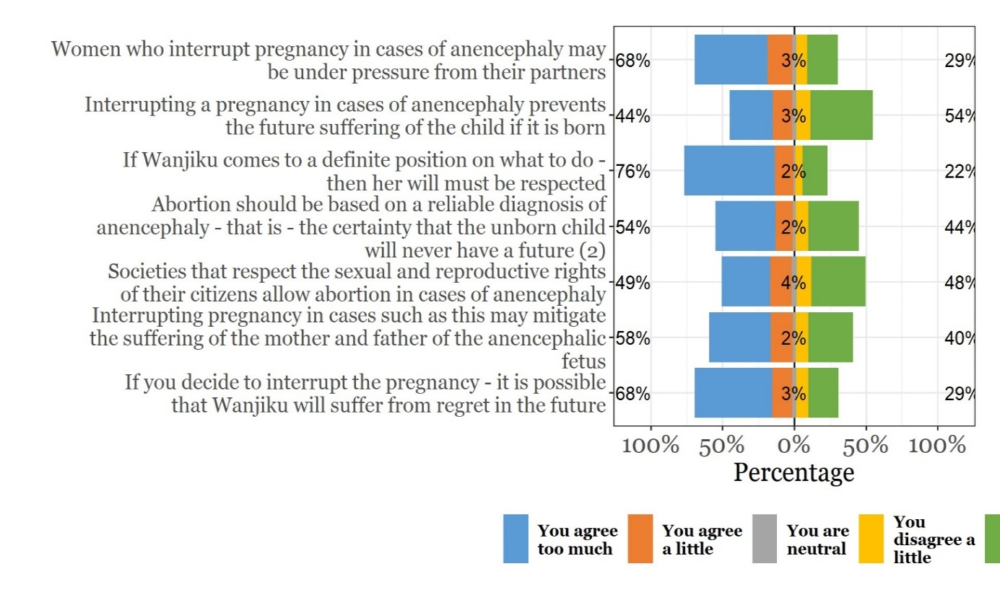 Women who interrupt pregnancy in cases of anencephaly may
be under pressure from their partners
68%
3%
29%
Interrupting a pregnancy in cases of anencephaly prevents
the future suffering of the child if it is born
44%
3%
54%
If Wanjiku comes to a definite position on what to do -
then her will must be respected
76%
2%
22%
Abortion should be based on a reliable diagnosis of
anencephaly - that is - the certainty that the unborn child
will never have a future (2)
54%
2%
44%
Societies that respect the sexual and reproductive rights
of their citizens allow abortion in cases of anencephaly
49%
4%
48%
Interrupting pregnancy in cases such as this may mitigate
the suffering of the mother and father of the anencephalic
fetus
58%
2%
40%
If you decide to interrupt the pregnancy - it is possible
that Wanjiku will suffer from regret in the future
68%
3%
29%
100% 50% 0% 50% 100%
Percentage
You agree
too much
You agree
a little
You are
neutral
You
disagree a
little